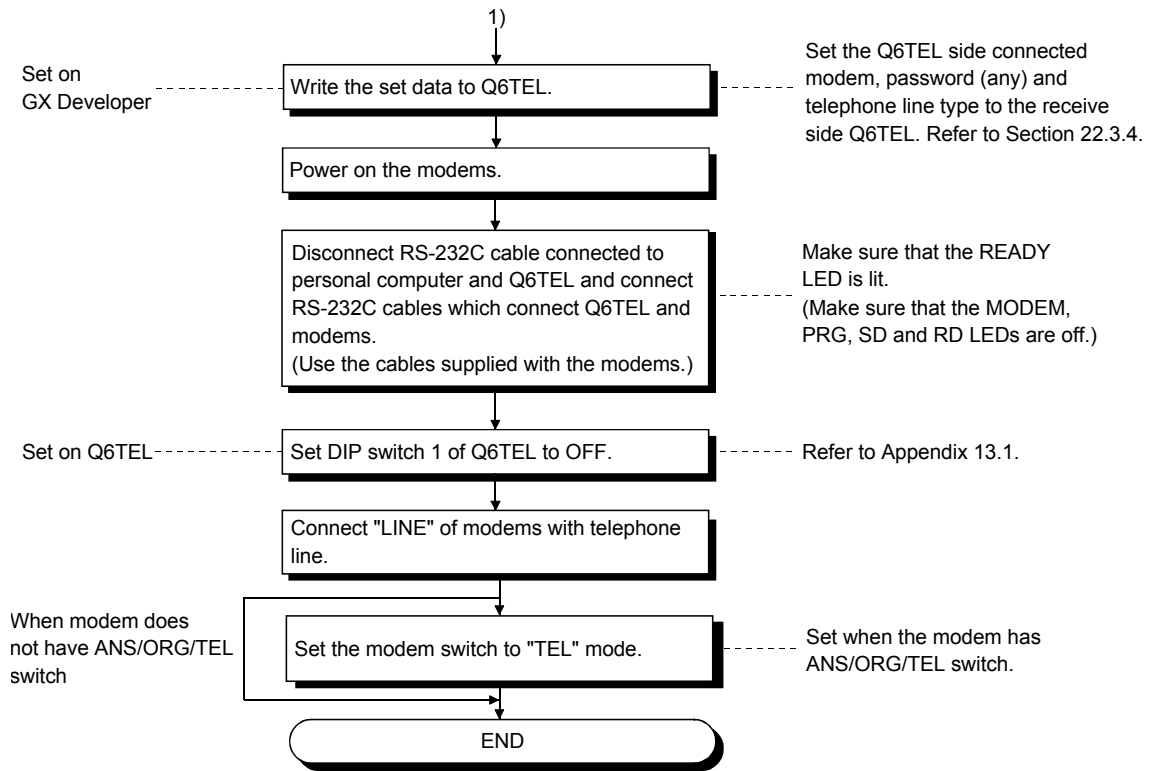 1)
Set on
GX Developer
Write the set data to Q6TEL.
Set the Q6TEL side connected
modem, password (any) and
telephone line type to the receive
side Q6TEL. Refer to Section 22.3.4.
Power on the modems.
Disconnect RS-232C cable connected to
personal computer and Q6TEL and connect
RS-232C cables which connect Q6TEL and
modems.
(Use the cables supplied with the modems.)
Make sure that the READY
LED is lit.
(Make sure that the MODEM,
PRG, SD and RD LEDs are off.)
Set on Q6TEL
Set DIP switch 1 of Q6TEL to OFF.
Refer to Appendix 13.1.
Connect "LINE" of modems with telephone
line.
When modem does
not have ANS/ORG/TEL
switch
Set the modem switch to "TEL" mode.
Set when the modem has
ANS/ORG/TEL switch.
END